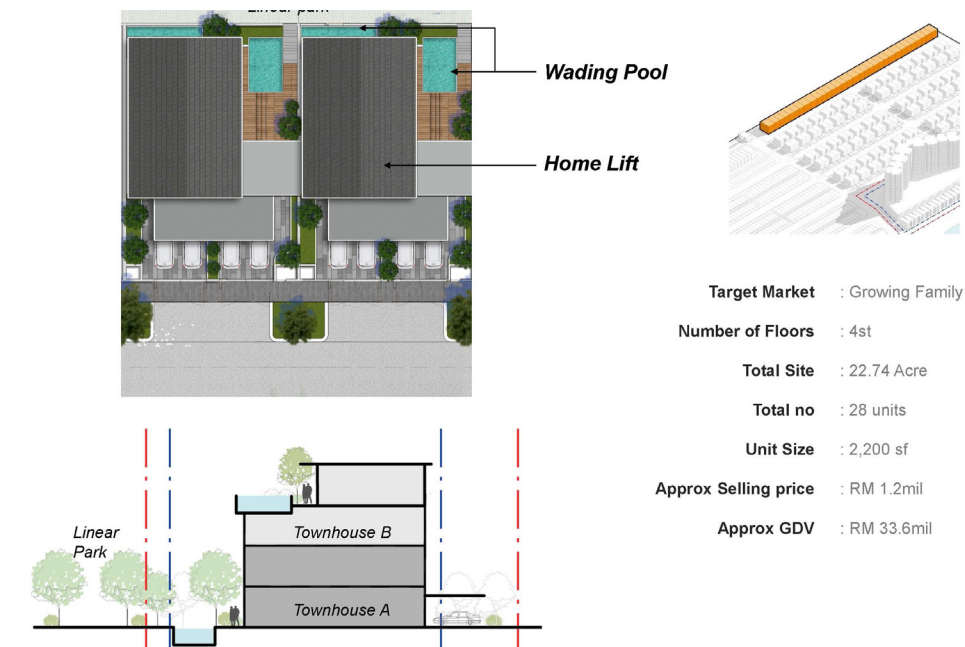 Linear park
Wading Pool
Home Lift
Target Market : Growing Family
Number of Floors : 4st
Total Site : 22.74 Acre
Total no : 28 units
Unit Size : 2,200 sf
Approx Selling price : RM 1.2mil
Approx GDV : RM 33.6mil
Linear
Park
Townhouse B
Townhouse A